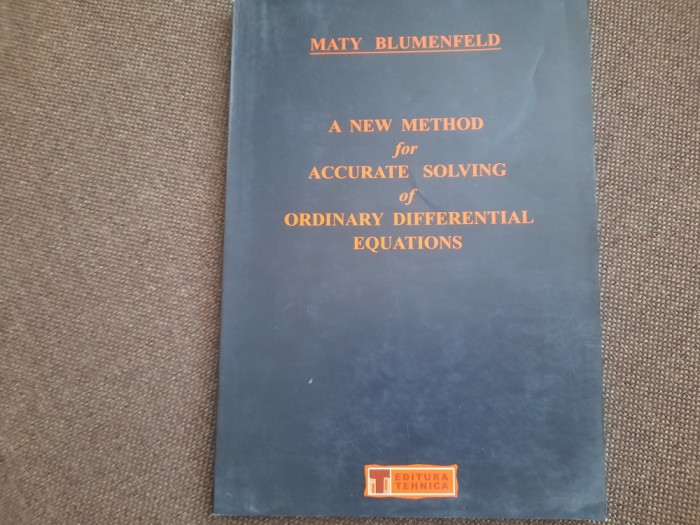 MATY BLUMENFELD
A NEW METHOD
for
ACCURATE SOLVING
of
ORDINARY DIFFERENTIAL
EQUATIONS
T EDITURA
TEHNICA